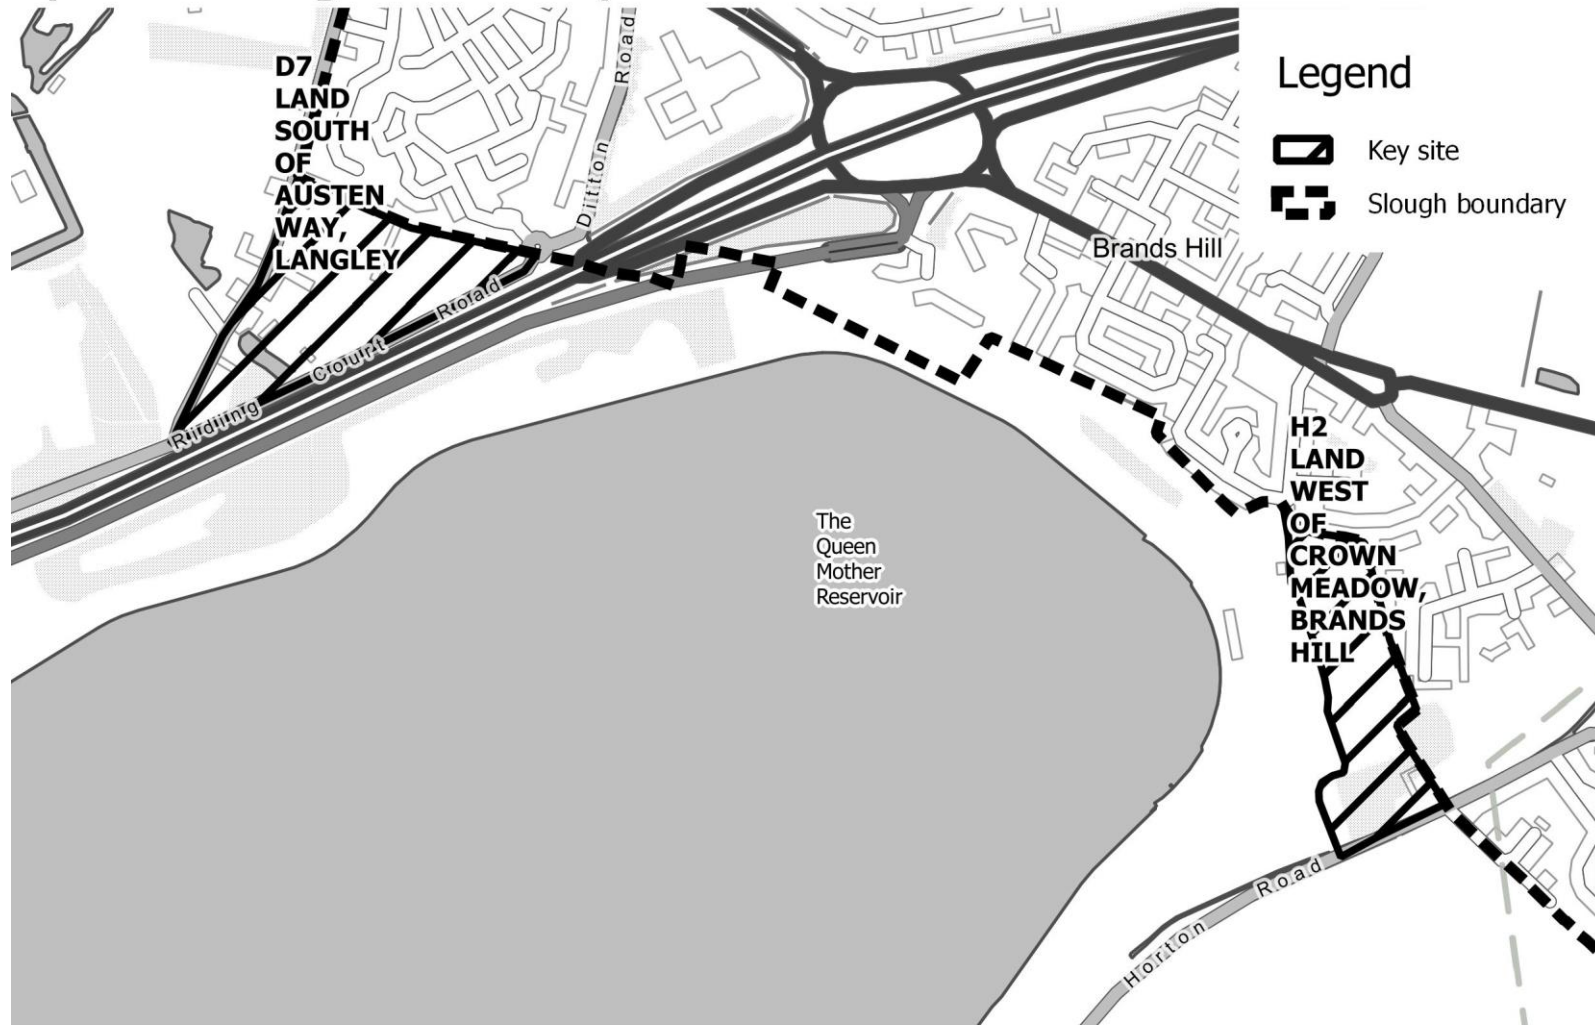 D7
LAND
SOUTH
OF
AUSTEN
WAY,
LANGLEY
Ditton Road
Riding Court Road
Brands Hill
Legend
Key site
Slough boundary
The
Queen
Mother
Reservoir
H2
LAND
WEST
OF
CROWN
MEADOW,
BRANDS
HILL
Horton Road